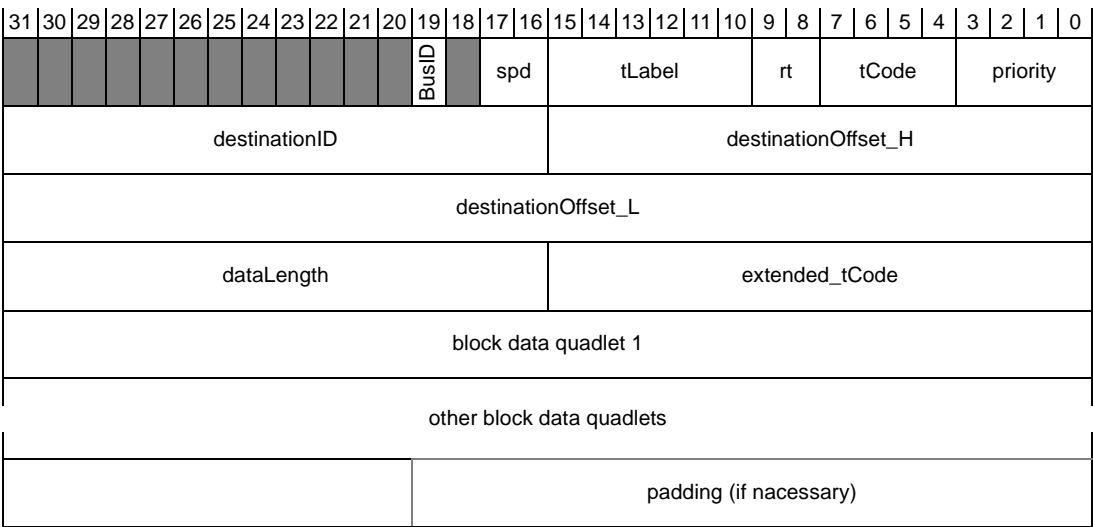 31 30 29 28 27 26 25 24 23 22 21 20 19 18 17 16 15 14 13 12 11 10 9 8 7 6 5 4 3 2 1 0
BusID spd tLabel rt tCode priority
destinationID destinationOffset_H
destinationOffset_L
dataLength extended_tCode
block data quadlet 1
other block data quadlets
padding (if nacessary)